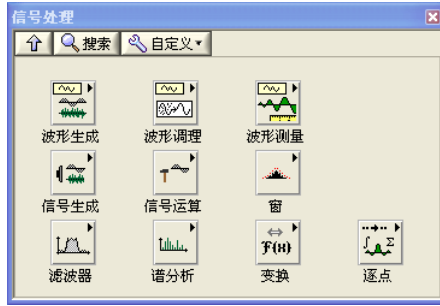 信号处理
搜索 自定义
波形生成 波形调理 波形测量
信号生成 信号运算 窗
滤波器 谱分析 变换 逐点